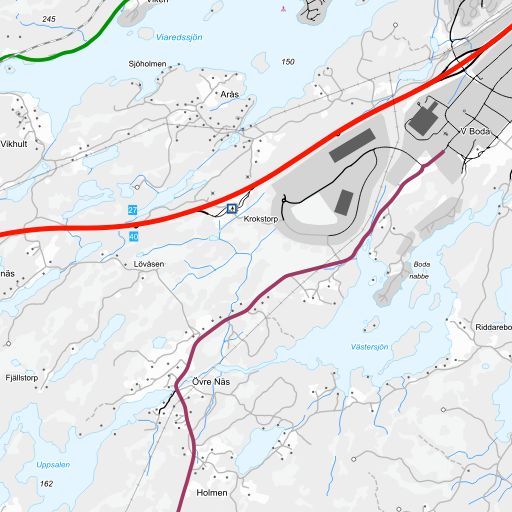 Viken
245
Viaredssjön
Sjöholmen
150
Arås
V Boda
Vikhult
27
40
Krokstorp
näs
Lövåsen
Boda
nabbe
Riddarebo
Västersjön
Fjällstorp
Övre Näs
Uppsalen
162
Holmen